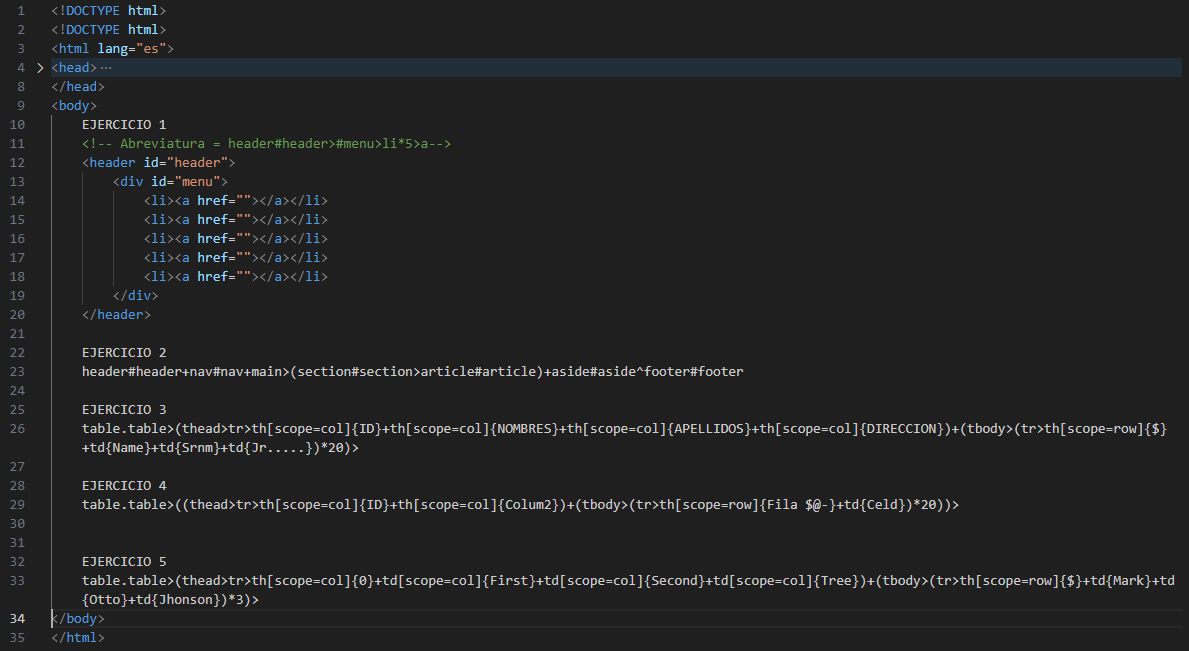 1 <!DOCTYPE html>
2 <!DOCTYPE html>
3 <html lang="es">
4 > <head> ···
8 </head>
9 <body>
10 EJERCICIO 1
11 <!-- Abreviatura = header#header>#menu>li*5>a-->
12 <header id="header">
13 <div id="menu">
14 <li><a href=""></a></li>
15 <li><a href=""></a></li>
16 <li><a href=""></a></li>
17 <li><a href=""></a></li>
18 <li><a href=""></a></li>
19 </div>
20 </header>
21
22 EJERCICIO 2
23 header#header+nav#nav+main>(section#section>article#article)+aside#aside^footer#footer
24
25 EJERCICIO 3
26 table.table>(thead>tr>th[scope=col]{ID}+th[scope=col]{NOMBRES}+th[scope=col]{APELLIDOS}+th[scope=col]{DIRECCION})+(tbody>(tr>th[scope=row]{$}
+td{Name}+td{Srnm}+td{Jr.....})*20)>
27
28 EJERCICIO 4
29 table.table>((thead>tr>th[scope=col]{ID}+th[scope=col]{Colum2})+(tbody>(tr>th[scope=row]{Fila $@-}+td{Celd})*20))>
30
31
32 EJERCICIO 5
33 table.table>(thead>tr>th[scope=col]{0}+td[scope=col]{First}+td[scope=col]{Second}+td[scope=col]{Tree})+(tbody>(tr>th[scope=row]{$}+td{Mark}+td
{Otto}+td{Jhonson})*3)>
34 </body>
35 </html>